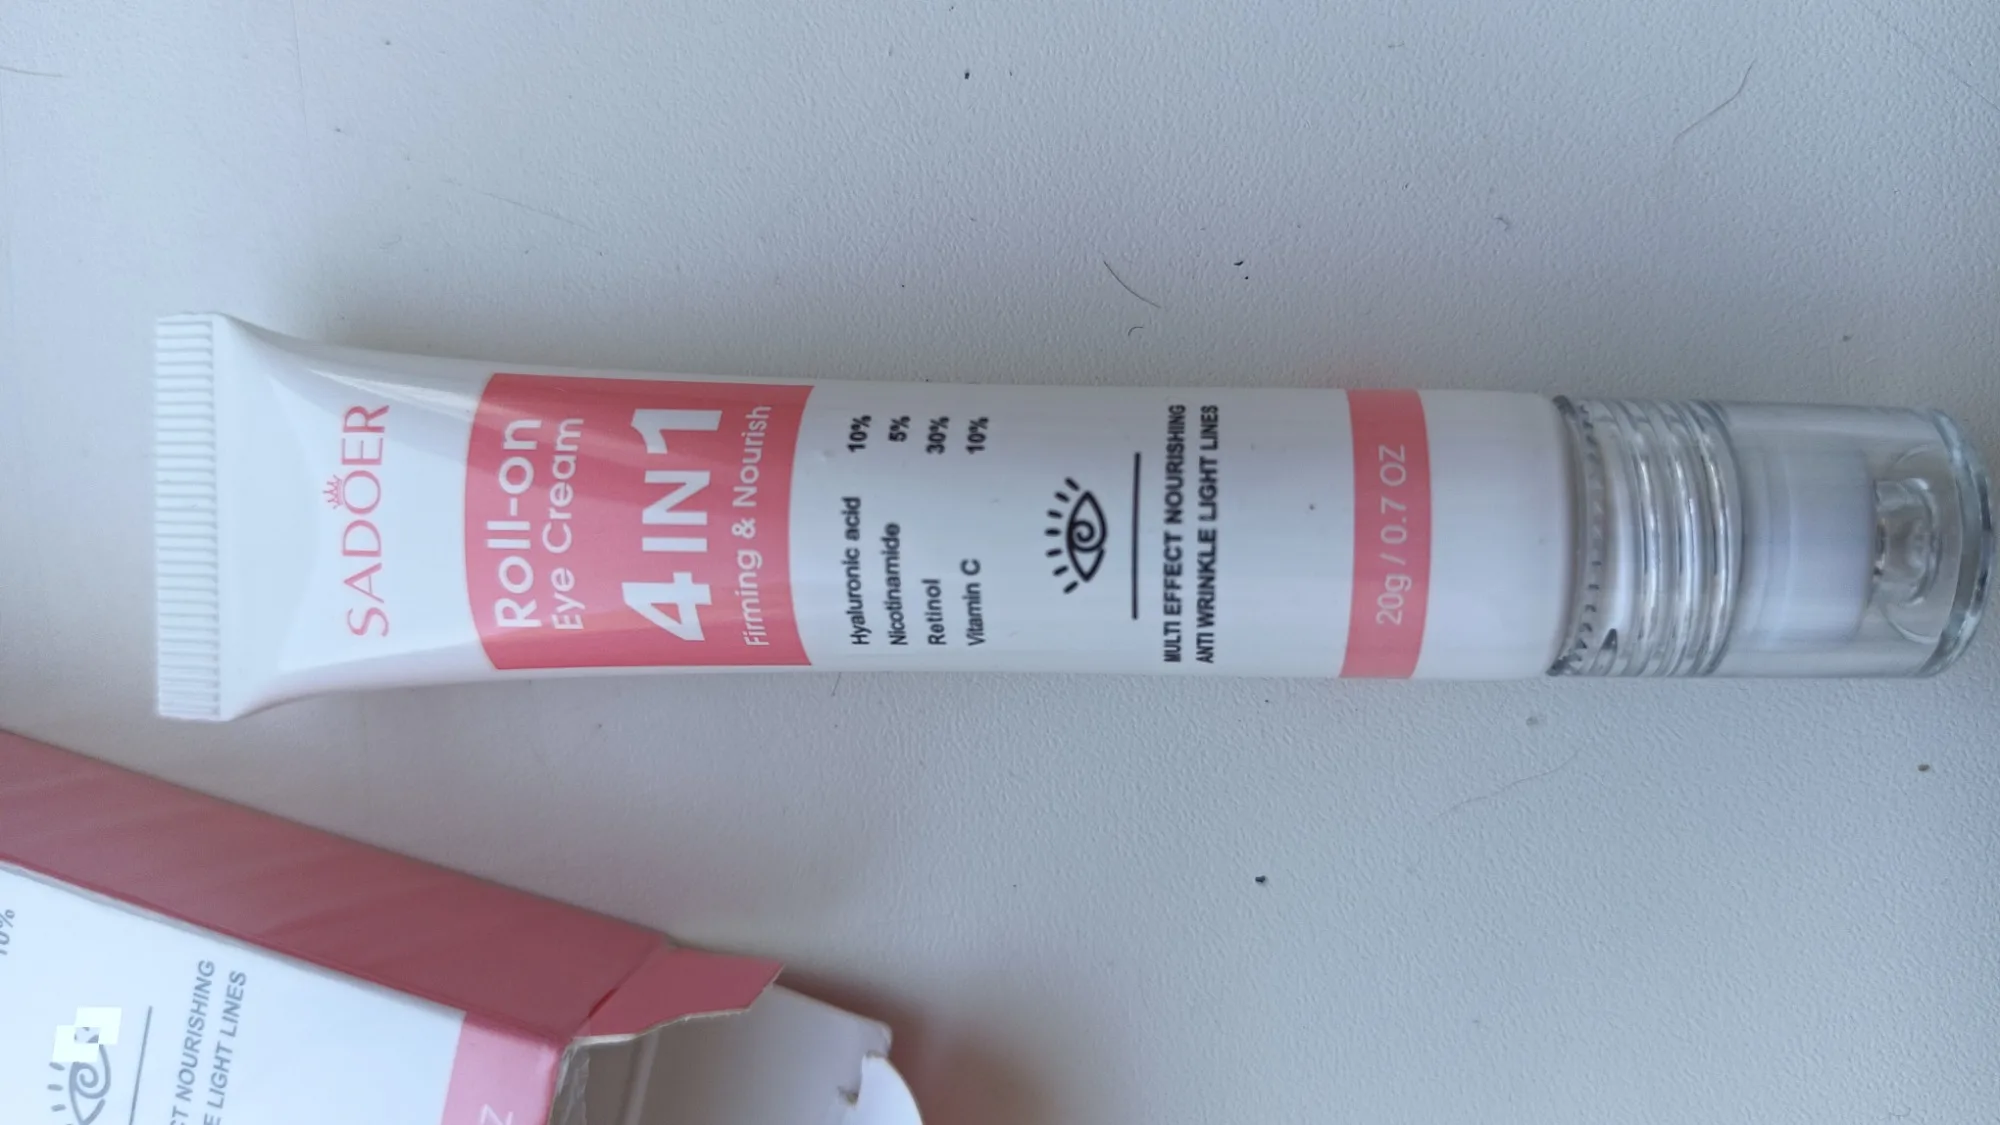 SADOER
Roll-on
Eye Cream
4 IN 1
Firming & Nourish
Hyaluronic acid 10%
Nicotinamide 5%
Retinol 30%
Vitamin C 10%
MULTI EFFECT NOURISHING
ANTI WRINKLE LIGHT LINES
20g / 0.7 OZ
10%
NOURISHING
LIGHT LINES